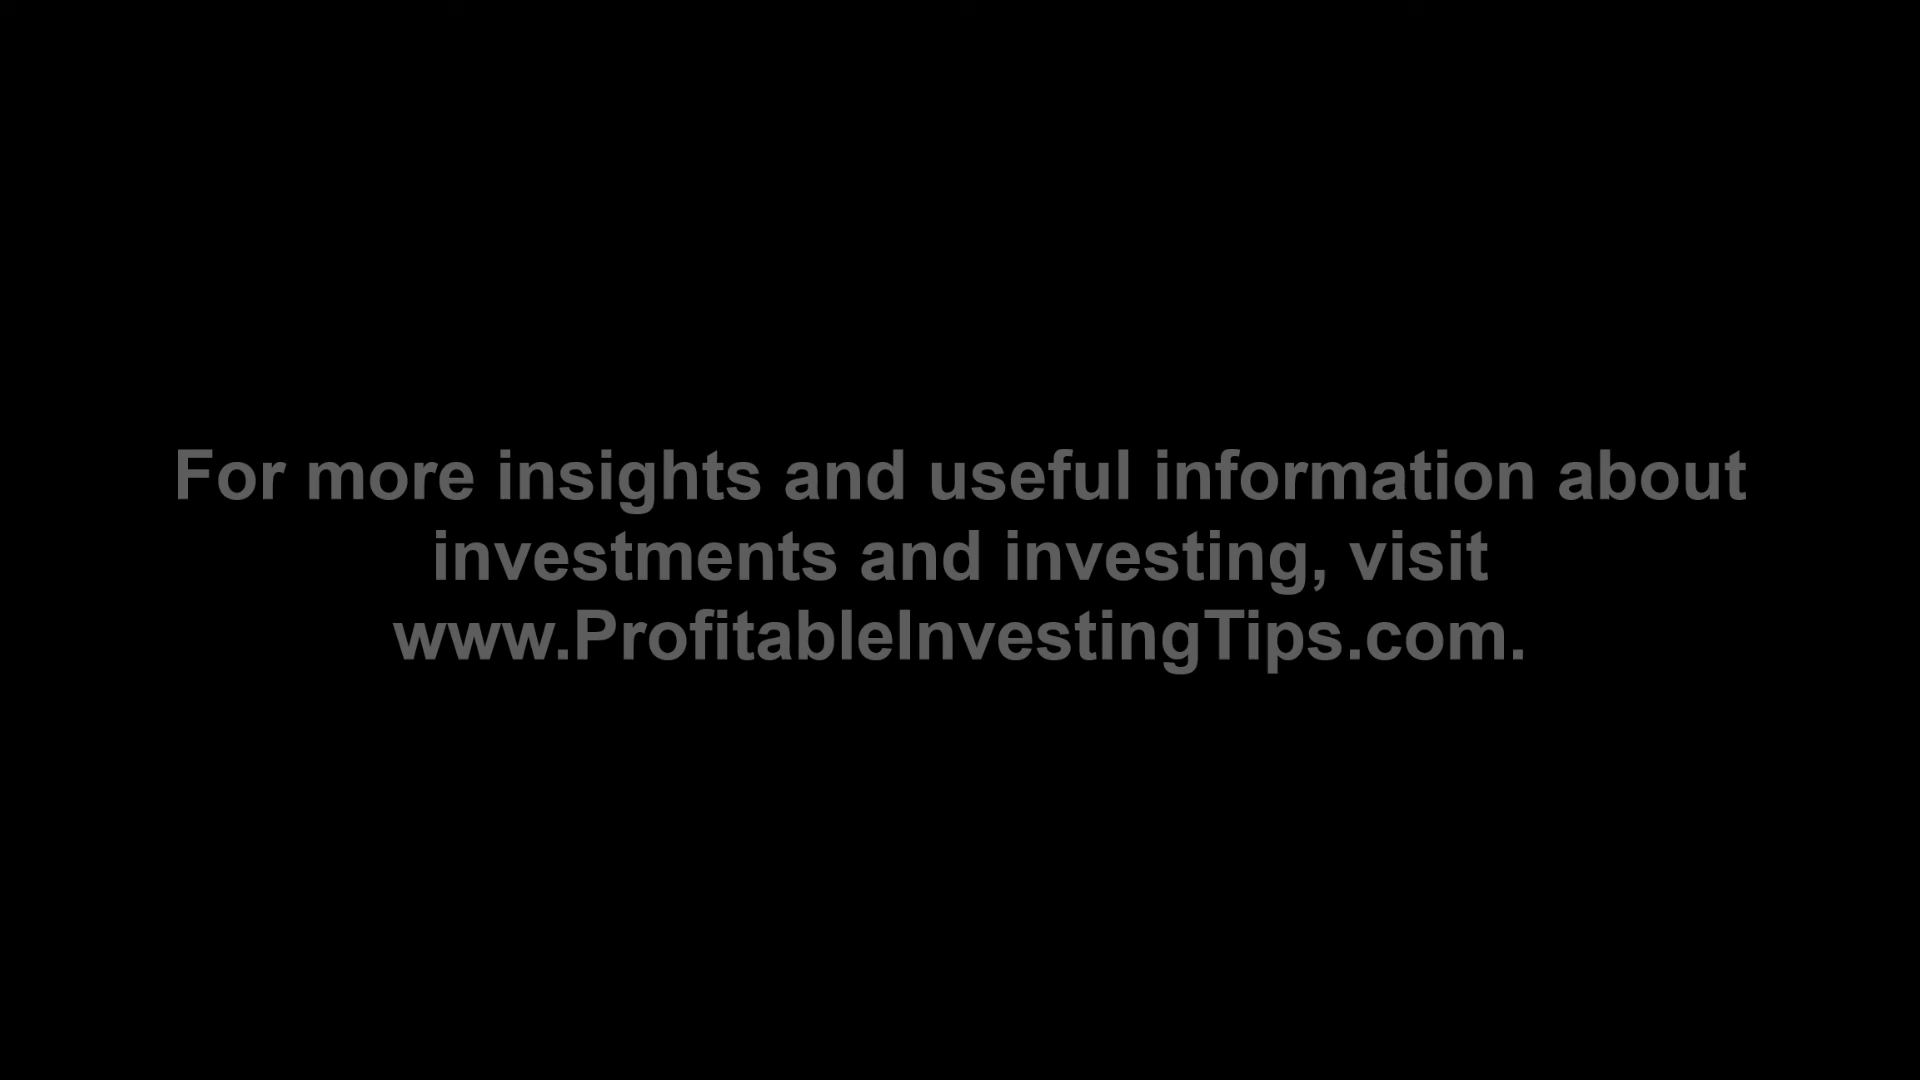 For more insights and useful information about
investments and investing, visit
www.ProfitableInvestingTips.com.